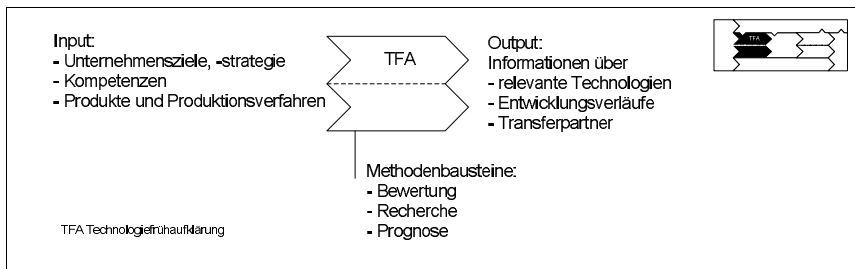 Input:
- Unternehmensziele, -strategie
- Kompetenzen
- Produkte und Produktionsverfahren
TFA
Output:
Informationen über
- relevante Technologien
- Entwicklungsverläufe
- Transferpartner
TFA
Methodenbausteine:
- Bewertung
- Recherche
- Prognose
TFA Technologiefrühaufklärung